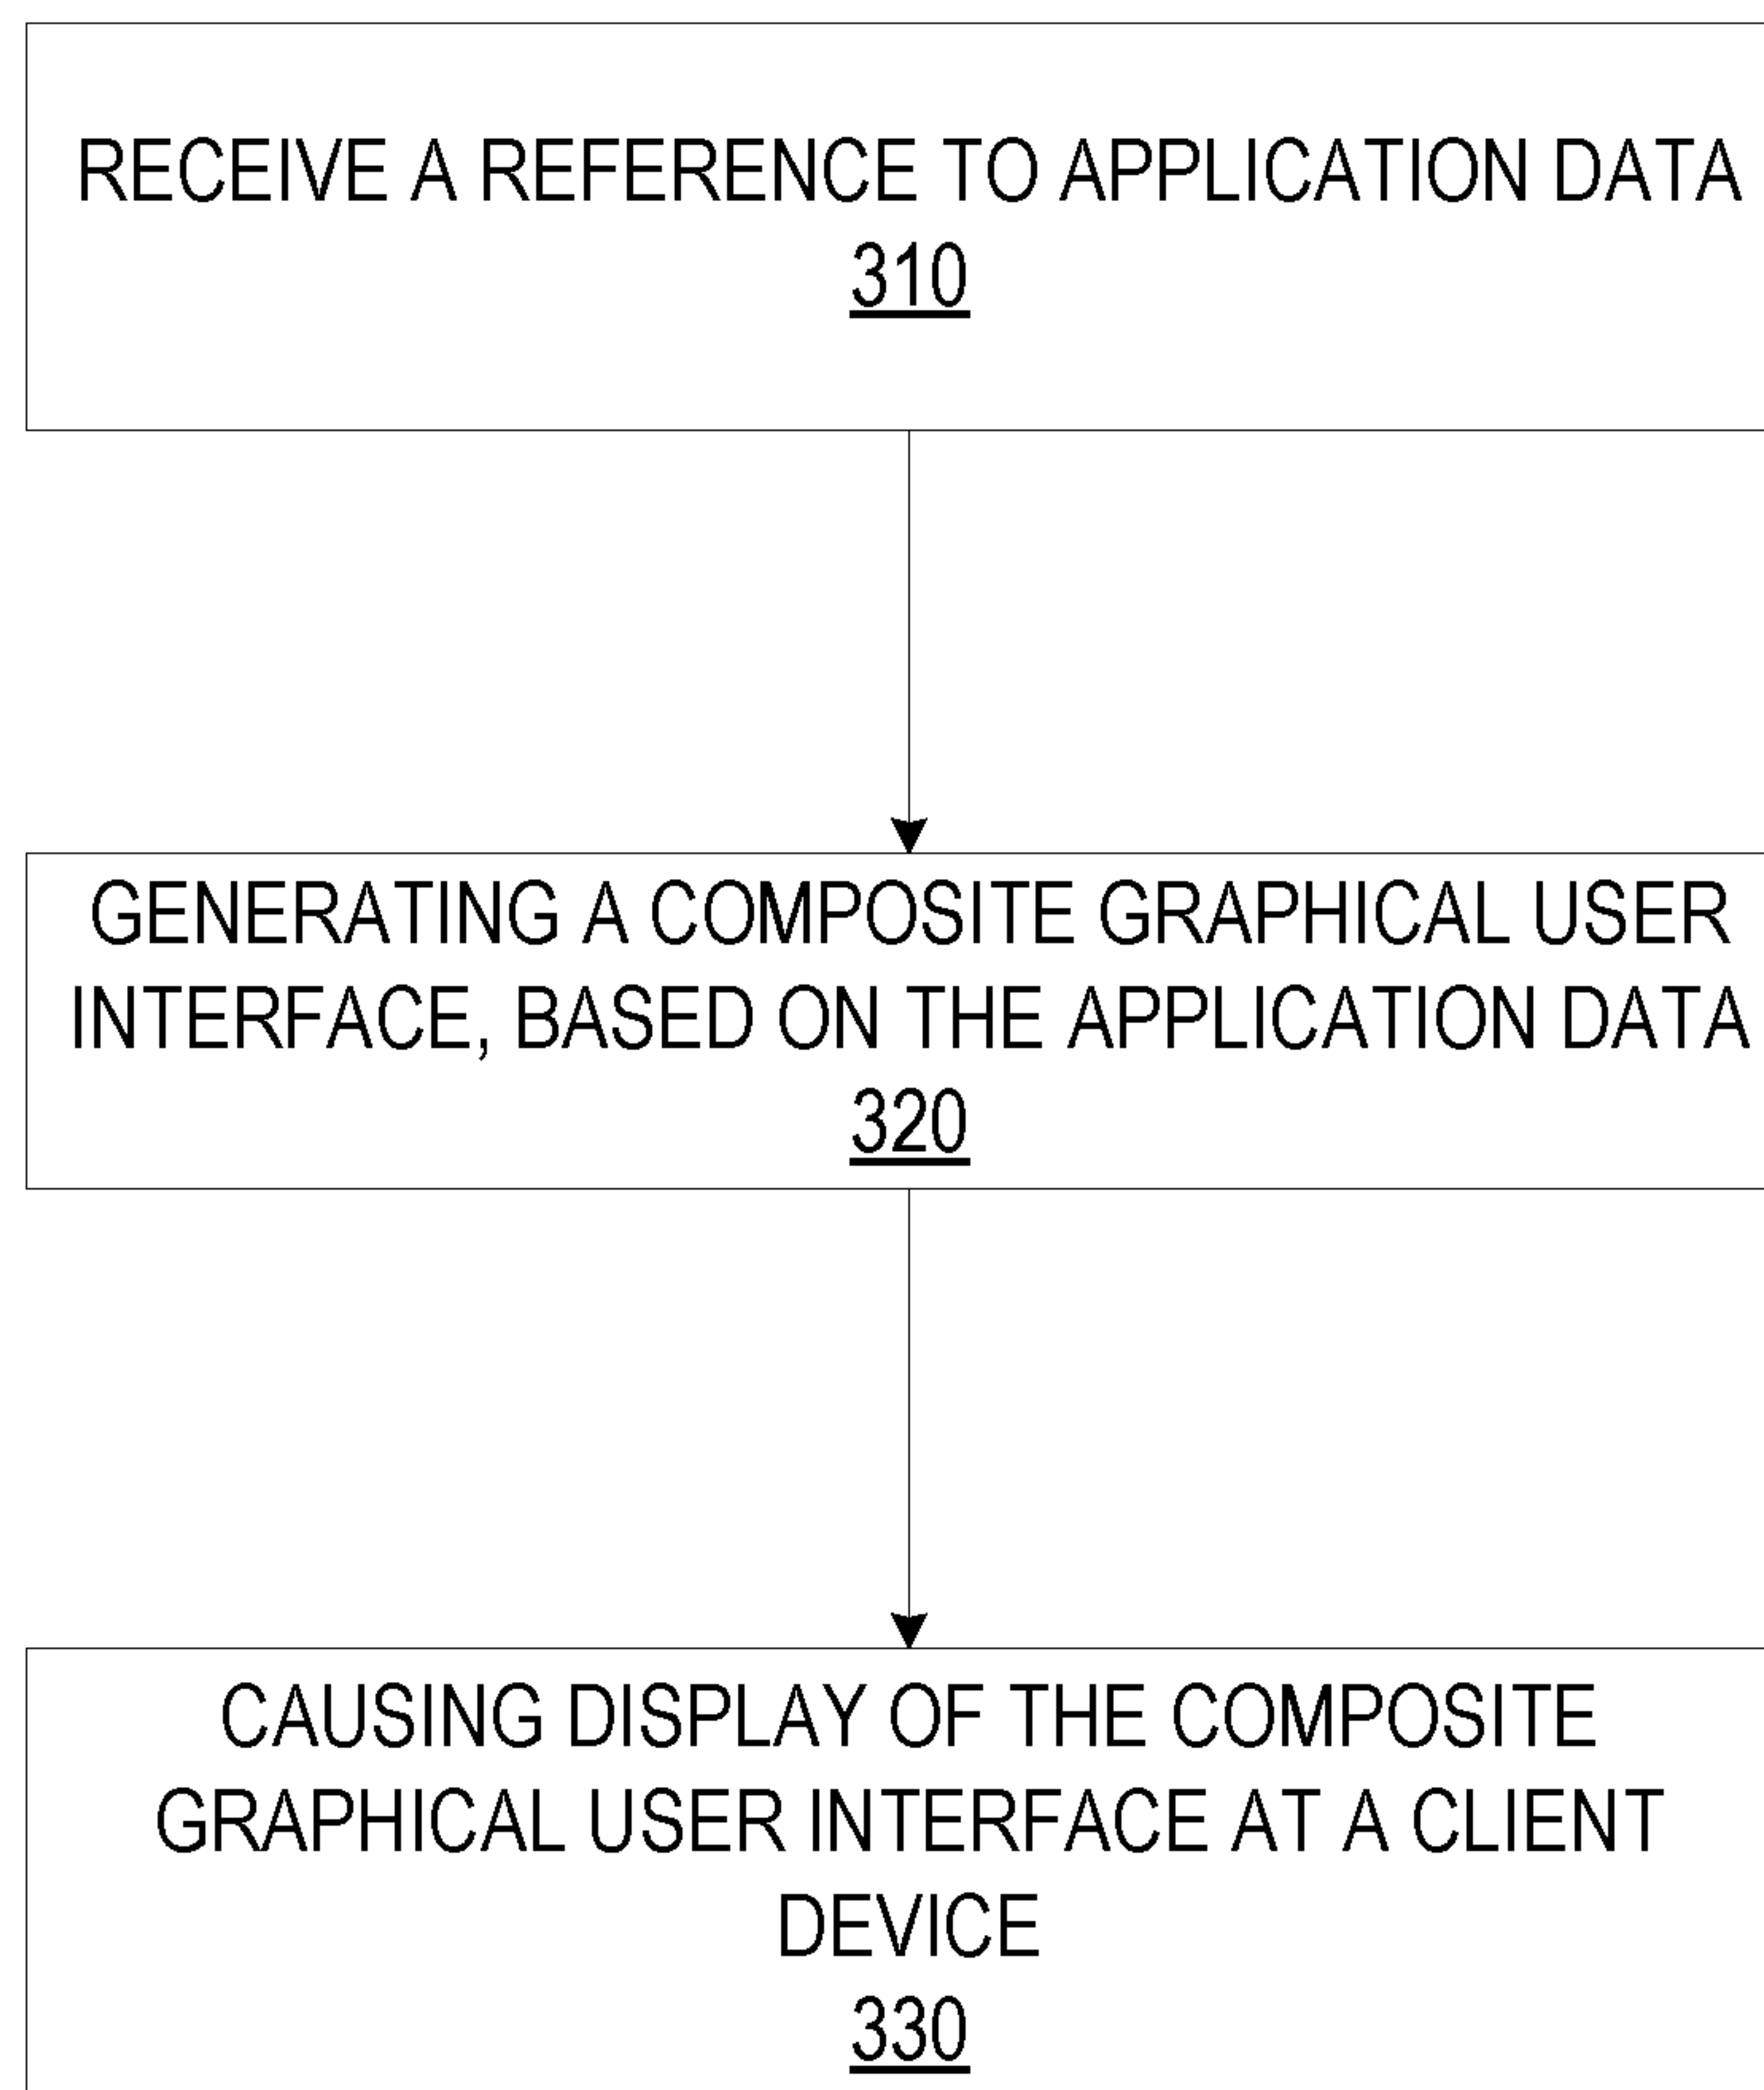 RECEIVE A REFERENCE TO APPLICATION DATA
310
GENERATING A COMPOSITE GRAPHICAL USER
INTERFACE, BASED ON THE APPLICATION DATA
320
CAUSING DISPLAY OF THE COMPOSITE
GRAPHICAL USER INTERFACE AT A CLIENT
DEVICE
330